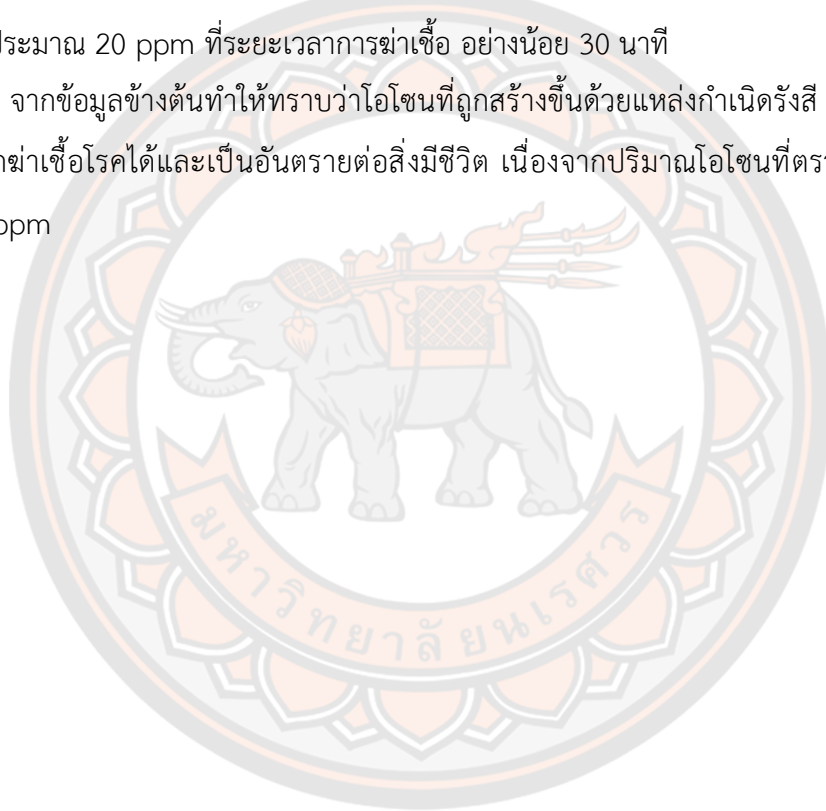 ประมาณ 20 ppm ที่ระยะเวลาการฆ่าเชื้อ อย่างน้อย 30 นาที
จากข้อมูลข้างต้นทำให้ทราบว่าโอโซนที่ถูกสร้างขึ้นด้วยแหล่งกำเนิดรังสี
ฆ่าเชื้อโรคได้และเป็นอันตรายต่อสิ่งมีชีวิต เนื่องจากปริมาณโอโซนที่ตรว
ppm
มหาวิทยาลัยนเรศวร